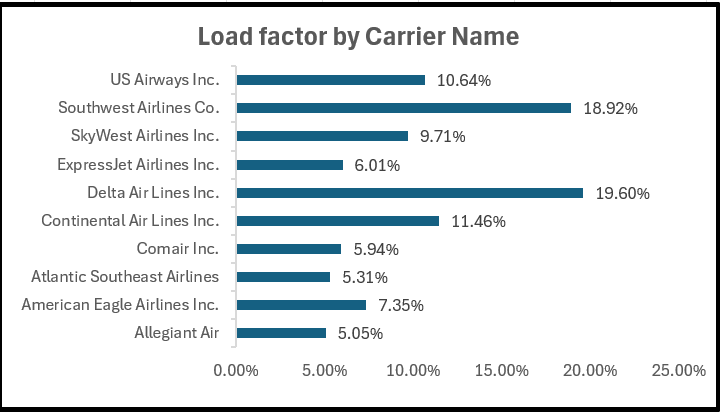 Load factor by Carrier Name
US Airways Inc. 10.64%
Southwest Airlines Co. 18.92%
SkyWest Airlines Inc. 9.71%
ExpressJet Airlines Inc. 6.01%
Delta Air Lines Inc. 19.60%
Continental Air Lines Inc. 11.46%
Comair Inc. 5.94%
Atlantic Southeast Airlines 5.31%
American Eagle Airlines Inc. 7.35%
Allegiant Air 5.05%
0.00% 5.00% 10.00% 15.00% 20.00% 25.00%